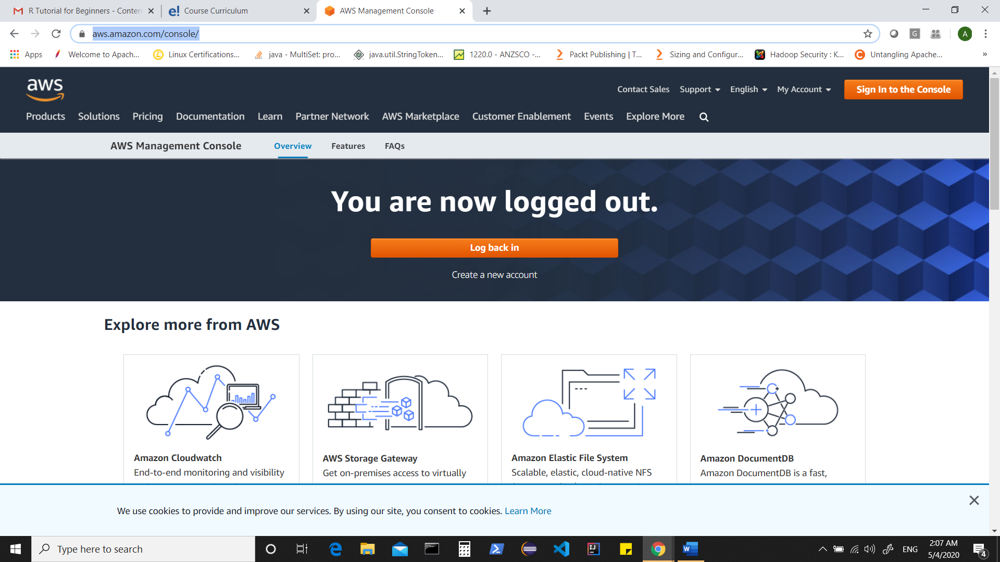 R Tutorial for Beginners - Conten
e! Course Curriculum
AWS Management Console
aws.amazon.com/console/
G
A
Apps
Welcome to Apach...
Linux Certifications...
java - MultiSet: pro...
java.util.StringToken...
1220.0 - ANZSCO -...
Packt Publishing | T...
Sizing and Configur...
Hadoop Security : K...
Untangling Apache...
»
aws
Contact Sales Support English My Account Sign In to the Console
Products Solutions Pricing Documentation Learn Partner Network AWS Marketplace Customer Enablement Events Explore More
AWS Management Console Overview Features FAQs
You are now logged out.
Log back in
Create a new account
Explore more from AWS
Amazon Cloudwatch
End-to-end monitoring and visibility
AWS Storage Gateway
Get on-premises access to virtually
Amazon Elastic File System
Scalable, elastic, cloud-native NFS
Amazon DocumentDB
Amazon DocumentDB is a fast,
We use cookies to provide and improve our services. By using our site, you consent to cookies. Learn More
Type here to search
ENG
2:07 AM
5/4/2020
4